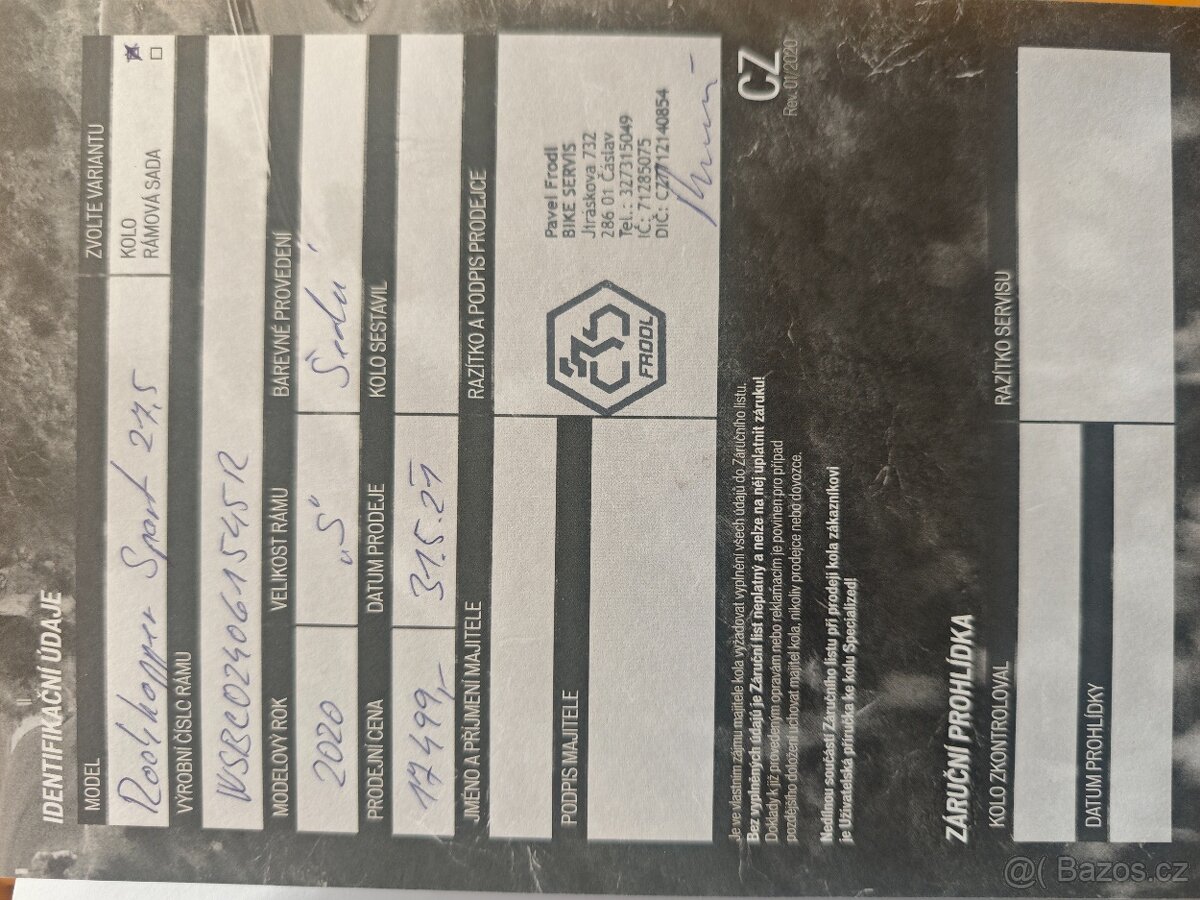 IDENTIFIKAČNÍ ÚDAJE
MODEL
ZVOLTE VARIANTU
Rockhopper Sport 27,5
KOLO
RÁMOVÁ SADA
VÝROBNÍ ČÍSLO RÁMU
WSBC024061545R
MODELOVÝ ROK
VELIKOST RÁMU
BAREVNÉ PROVEDENÍ
2020
„S“
Šedá
PRODEJNÍ CENA
DATUM PRODEJE
KOLO SESTAVIL
17499,-
31.5.21
JMÉNO A PŘÍJMENÍ MAJITELE
RAZÍTKO A PODPIS PRODEJCE
PODPIS MAJITELE
FRODL
Pavel Frodl
BIKE SERVIS
Jiráskova 732
286 01 Čáslav
Tel.: 327315049
IČ: 71285075
DIČ: CZ7112140854
Je ve vlastním zájmu majitele kola vyžadovat vyplnění všech údajů do Záručního listu.
Bez vyplněných údajů je Záruční list neplatný a nelze na něj uplatnit záruku!
Doklady k již provedeným opravám nebo reklamacím je povinen pro případ
pozdějšího doložení uchovat majitel kola, nikoliv prodejce nebo dovozce.
Nedílnou součástí Záručního listu při prodeji kola zákazníkovi
je Uživatelská příručka ke kolu Specialized!
CZ
Rev. 01/2020
ZÁRUČNÍ PROHLÍDKA
KOLO ZKONTROLOVAL
RAZÍTKO SERVISU
DATUM PROHLÍDKY
@( Bazos.cz